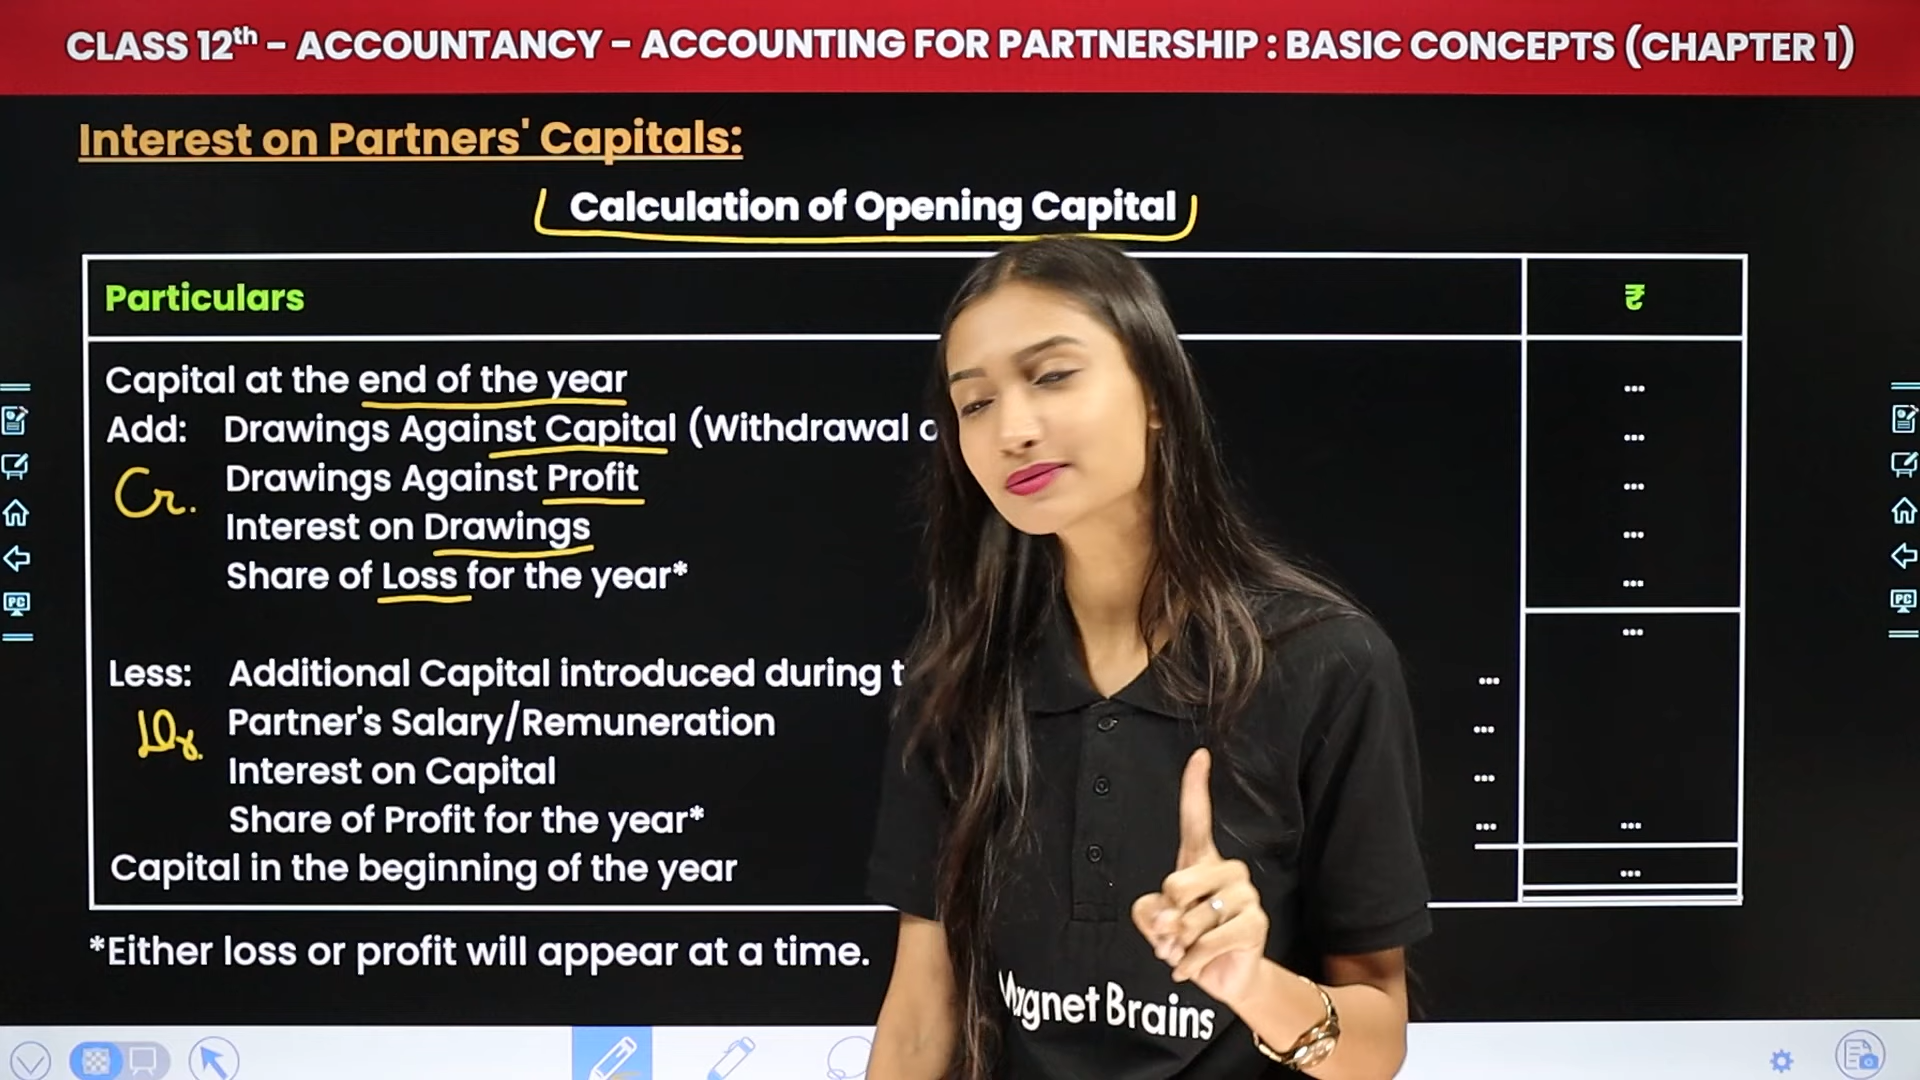 CLASS 12th - ACCOUNTANCY - ACCOUNTING FOR PARTNERSHIP : BASIC CONCEPTS (CHAPTER 1)
Interest on Partners' Capitals:
Calculation of Opening Capital
Particulars ₹
Capital at the end of the year ...
Add: Drawings Against Capital (Withdrawal ...
Cr. Drawings Against Profit ...
Interest on Drawings ...
Share of Loss for the year* ...
...
Less: Additional Capital introduced during ...
Dr. Partner's Salary/Remuneration ...
Interest on Capital ...
Share of Profit for the year* ... ...
Capital in the beginning of the year ...
*Either loss or profit will appear at a time.
Magnet Brains
PC
PC